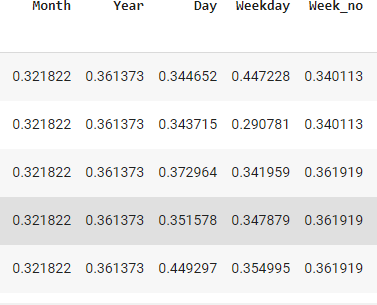 Month Year Day Weekday Week_no
0.321822 0.361373 0.344652 0.447228 0.340113
0.321822 0.361373 0.343715 0.290781 0.340113
0.321822 0.361373 0.372964 0.341959 0.361919
0.321822 0.361373 0.351578 0.347879 0.361919
0.321822 0.361373 0.449297 0.354995 0.361919